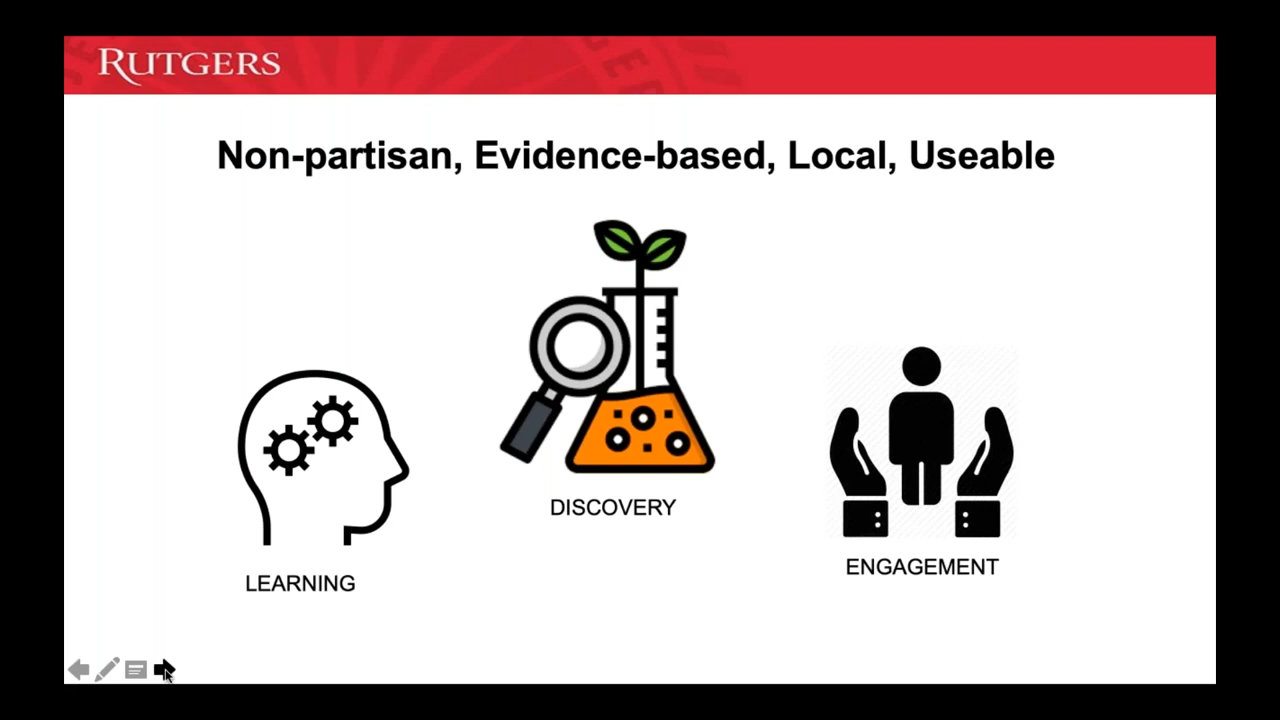 RUTGERS
Non-partisan, Evidence-based, Local, Useable
DISCOVERY
ENGAGEMENT
LEARNING